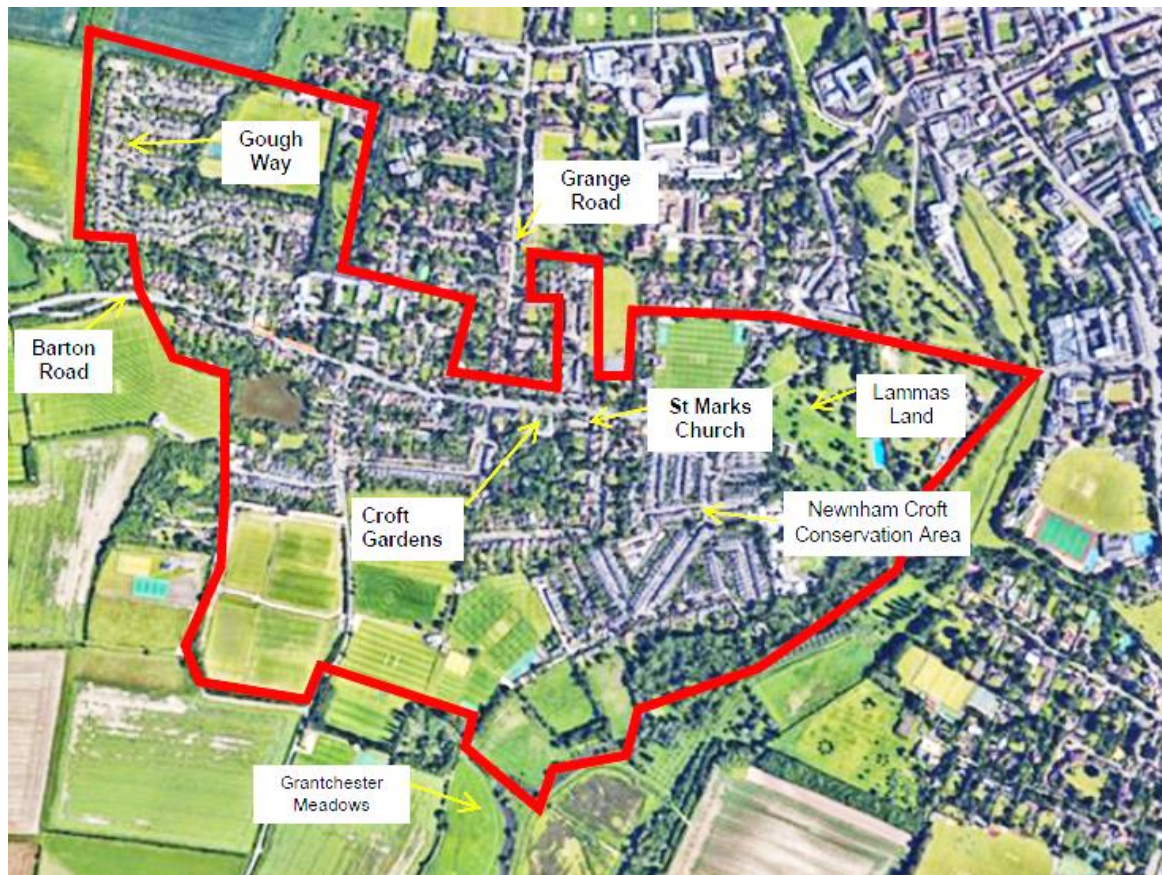 Gough
Way
Grange
Road
Barton
Road
St Marks
Church
Lammas
Land
Croft
Gardens
Newnham Croft
Conservation Area
Grantchester
Meadows